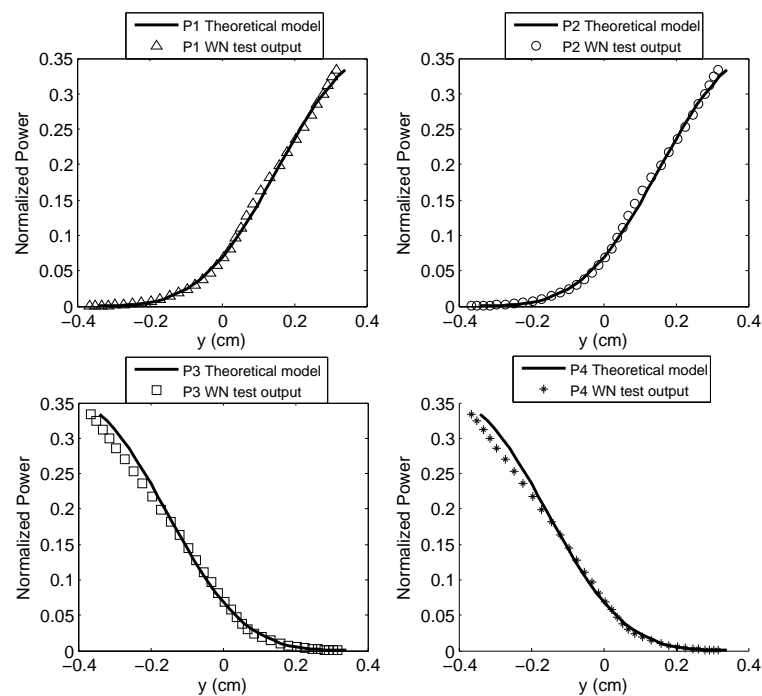 P1 Theoretical model
P1 WN test output
0.35
0.3
0.25
0.2
0.15
0.1
0.05
0
Normalized Power
−0.4 −0.2 0 0.2 0.4
y (cm)
P2 Theoretical model
P2 WN test output
0.35
0.3
0.25
0.2
0.15
0.1
0.05
0
Normalized Power
−0.4 −0.2 0 0.2 0.4
y (cm)
P3 Theoretical model
P3 WN test output
0.35
0.3
0.25
0.2
0.15
0.1
0.05
0
Normalized Power
−0.4 −0.2 0 0.2 0.4
y (cm)
P4 Theoretical model
P4 WN test output
0.35
0.3
0.25
0.2
0.15
0.1
0.05
0
Normalized Power
−0.4 −0.2 0 0.2 0.4
y (cm)